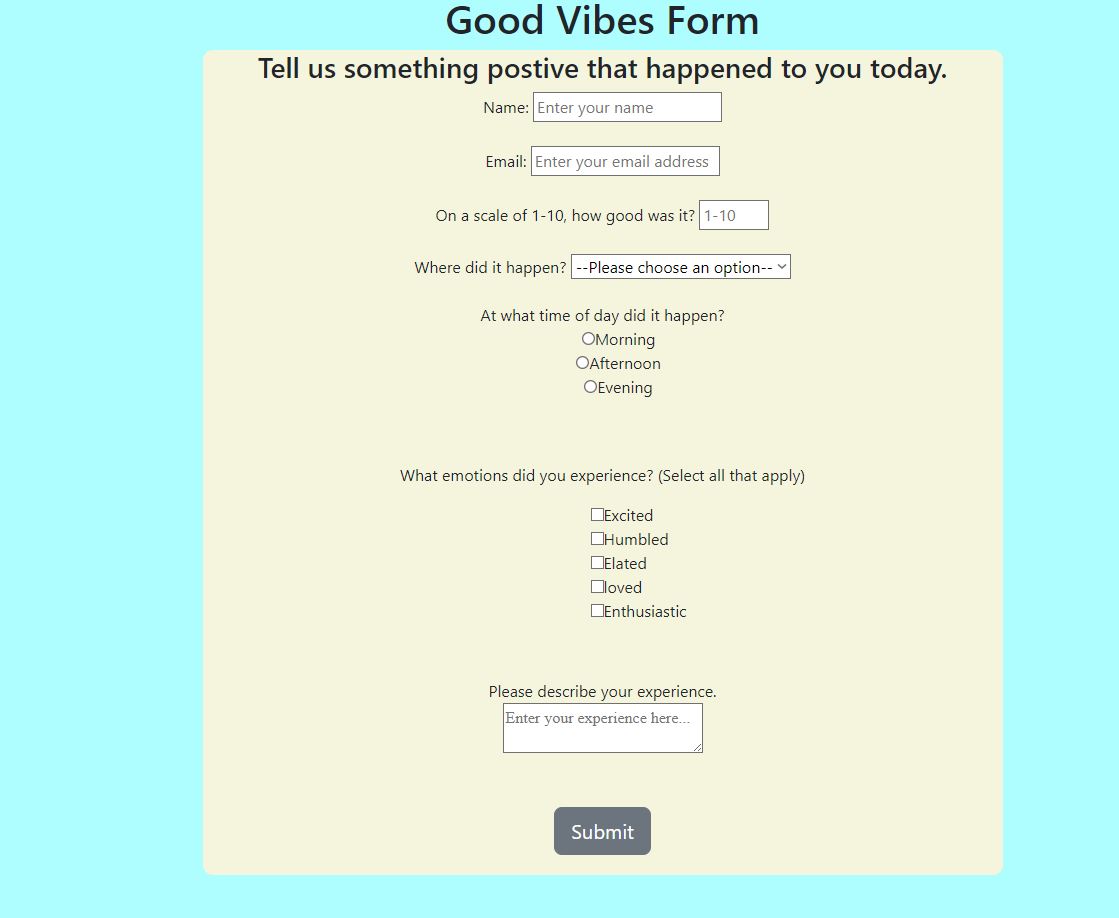 Good Vibes Form
Tell us something postive that happened to you today.
Name: Enter your name
Email: Enter your email address
On a scale of 1-10, how good was it? 1-10
Where did it happen? --Please choose an option--
At what time of day did it happen?
Morning
Afternoon
Evening
What emotions did you experience? (Select all that apply)
Excited
Humbled
Elated
loved
Enthusiastic
Please describe your experience.
Enter your experience here...
Submit